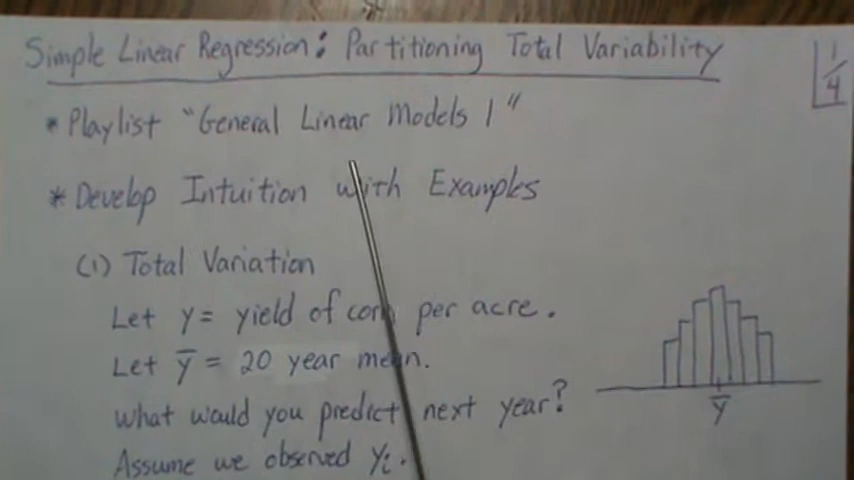 Simple Linear Regression: Partitioning Total Variability
1/4
* Playlist "General Linear Models 1"
* Develop Intuition with Examples
(1) Total Variation
Let y = yield of corn per acre.
Let ȳ = 20 year mean.
What would you predict next year?
Assume we observed yᵢ.
ȳ